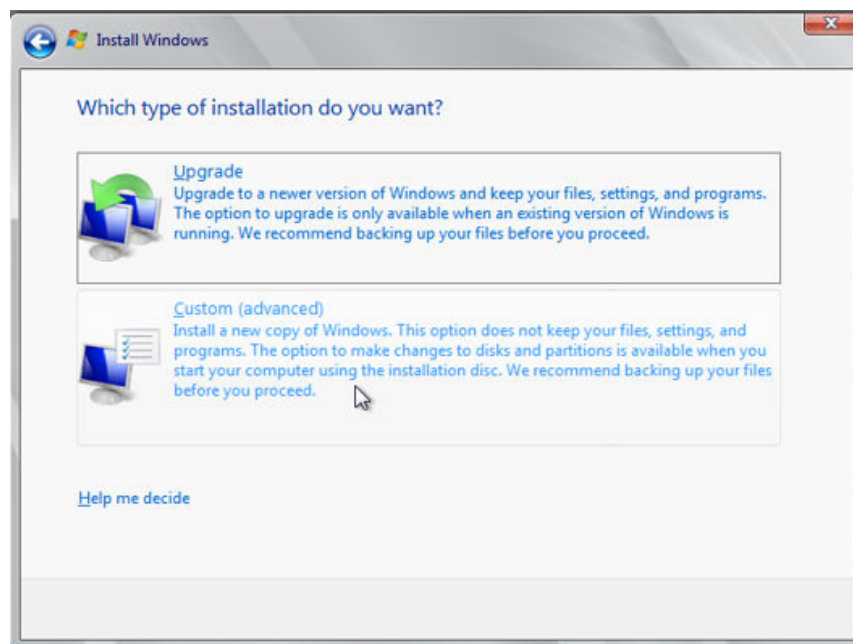 Install Windows
Which type of installation do you want?
Upgrade
Upgrade to a newer version of Windows and keep your files, settings, and programs.
The option to upgrade is only available when an existing version of Windows is
running. We recommend backing up your files before you proceed.
Custom (advanced)
Install a new copy of Windows. This option does not keep your files, settings, and
programs. The option to make changes to disks and partitions is available when you
start your computer using the installation disc. We recommend backing up your files
before you proceed.
Help me decide